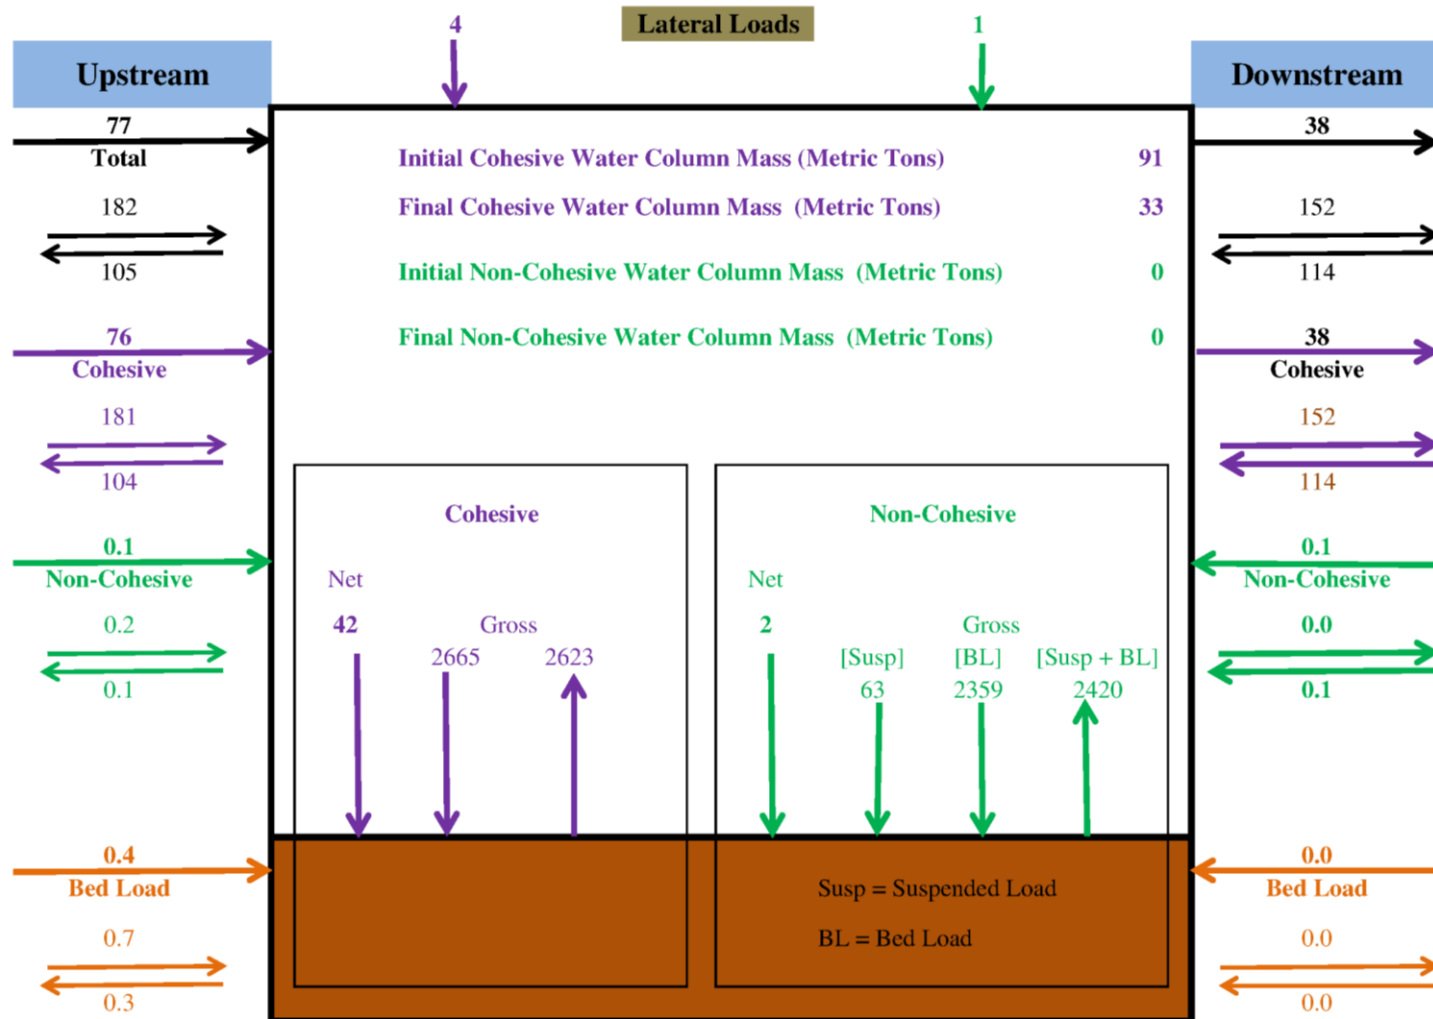 4
Lateral Loads
1
Upstream
Downstream
77
Total
38
Initial Cohesive Water Column Mass (Metric Tons) 91
182
105
Final Cohesive Water Column Mass (Metric Tons) 33
152
114
Initial Non-Cohesive Water Column Mass (Metric Tons) 0
76
Cohesive
Final Non-Cohesive Water Column Mass (Metric Tons) 0
38
Cohesive
181
104
152
114
Cohesive
Non-Cohesive
0.1
Non-Cohesive
0.1
Non-Cohesive
Net
42
Gross
2665 2623
Net
2
Gross
[Susp] [BL] [Susp + BL]
63 2359 2420
0.2
0.1
0.0
0.1
0.4
Bed Load
0.0
Bed Load
Susp = Suspended Load
BL = Bed Load
0.7
0.3
0.0
0.0